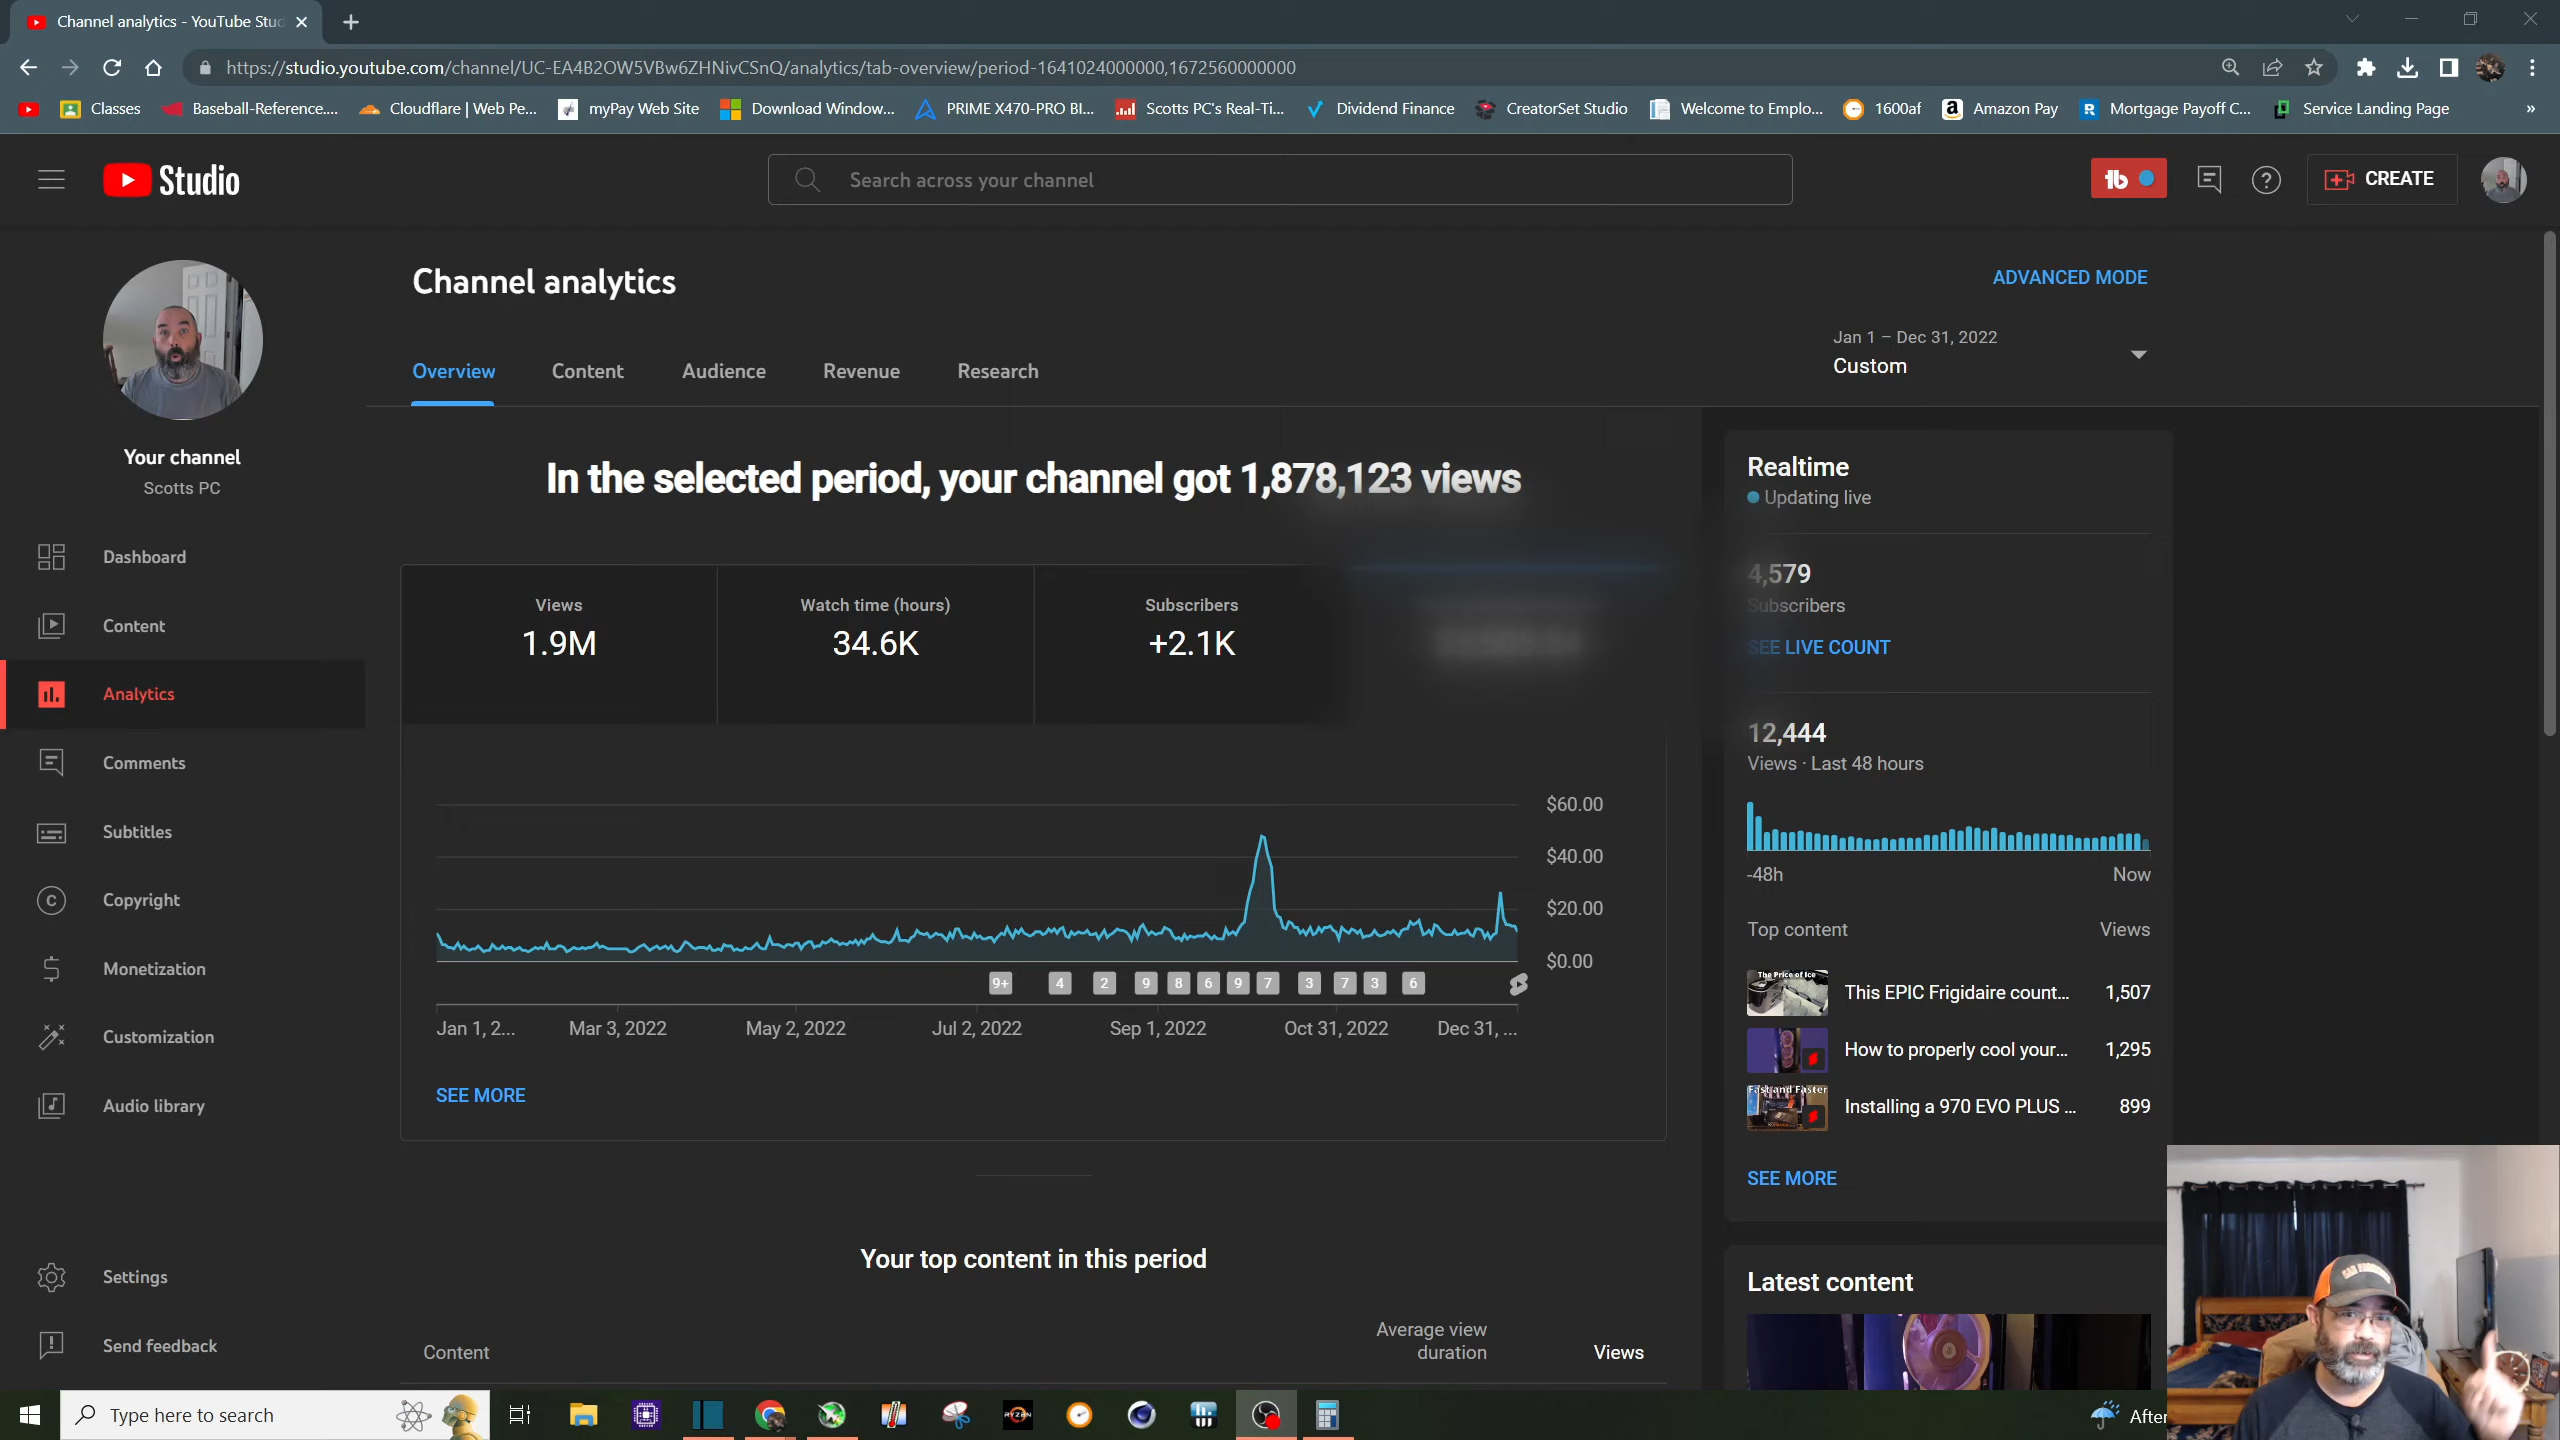 Channel analytics - YouTube Stud
https://studio.youtube.com/channel/UC-EA4B2OW5VBw6ZHNivCSnQ/analytics/tab-overview/period-1641024000000,1672560000000
Classes
Baseball-Reference....
Cloudflare | Web Pe...
myPay Web Site
Download Window...
PRIME X470-PRO BI...
Scotts PC's Real-Ti...
Dividend Finance
CreatorSet Studio
Welcome to Emplo...
1600af
Amazon Pay
Mortgage Payoff C...
Service Landing Page
»
Studio
Search across your channel
CREATE
Your channel
Scotts PC
Dashboard
Content
Analytics
Comments
Subtitles
Copyright
Monetization
Customization
Audio library
Settings
Send feedback
Channel analytics
ADVANCED MODE
Overview
Content
Audience
Revenue
Research
Jan 1 – Dec 31, 2022
Custom
In the selected period, your channel got 1,878,123 views
Views
1.9M
Watch time (hours)
34.6K
Subscribers
+2.1K
$60.00
$40.00
$20.00
$0.00
9+ 4 2 9 8 6 9 7 3 7 3 6
Jan 1, 2... Mar 3, 2022 May 2, 2022 Jul 2, 2022 Sep 1, 2022 Oct 31, 2022 Dec 31, ...
SEE MORE
Your top content in this period
Content
Average view
duration
Views
Realtime
Updating live
4,579
Subscribers
SEE LIVE COUNT
12,444
Views · Last 48 hours
-48h Now
Top content Views
The Price of Ice
This EPIC Frigidaire count... 1,507
How to properly cool your... 1,295
Fast and Faster
Installing a 970 EVO PLUS ... 899
SEE MORE
Latest content
Type here to search
RYZEN
After